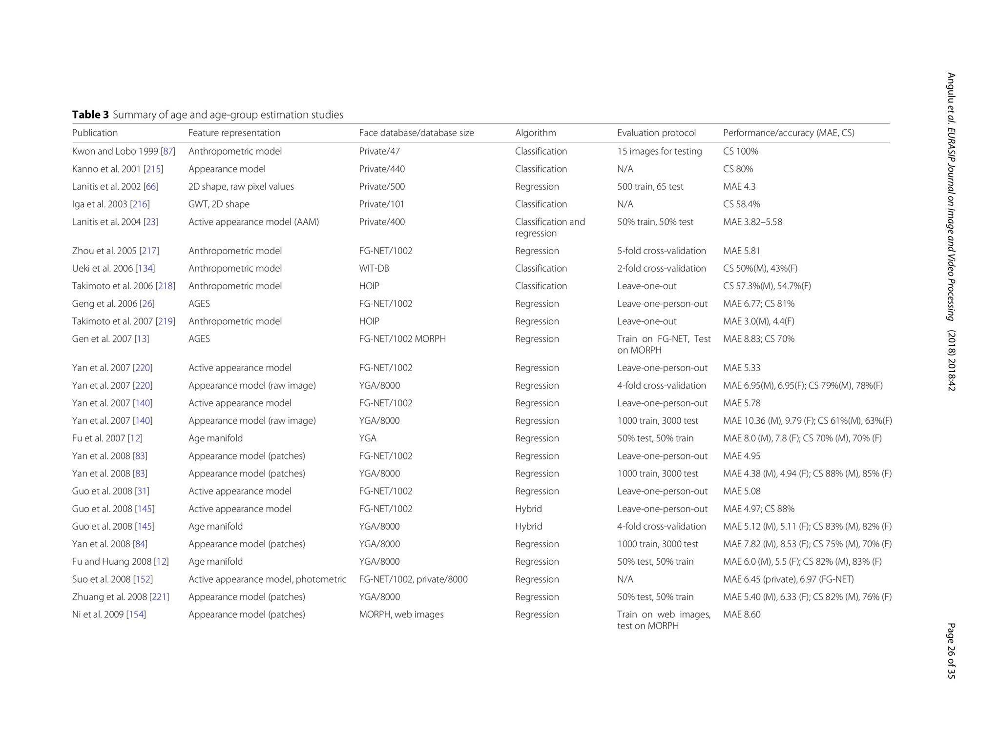 Angulu et al. EURASIP Journal on Image and Video Processing (2018) 2018:42
Page 26 of 35
Table 3 Summary of age and age-group estimation studies
Publication Feature representation Face database/database size Algorithm Evaluation protocol Performance/accuracy (MAE, CS)
Kwon and Lobo 1999 [87] Anthropometric model Private/47 Classification 15 images for testing CS 100%
Kanno et al. 2001 [215] Appearance model Private/440 Classification N/A CS 80%
Lanitis et al. 2002 [66] 2D shape, raw pixel values Private/500 Regression 500 train, 65 test MAE 4.3
Iga et al. 2003 [216] GWT, 2D shape Private/101 Classification N/A CS 58.4%
Lanitis et al. 2004 [23] Active appearance model (AAM) Private/400 Classification and 50% train, 50% test MAE 3.82–5.58
regression
Zhou et al. 2005 [217] Anthropometric model FG-NET/1002 Regression 5-fold cross-validation MAE 5.81
Ueki et al. 2006 [134] Anthropometric model WIT-DB Classification 2-fold cross-validation CS 50%(M), 43%(F)
Takimoto et al. 2006 [218] Anthropometric model HOIP Classification Leave-one-out CS 57.3%(M), 54.7%(F)
Geng et al. 2006 [26] AGES FG-NET/1002 Regression Leave-one-person-out MAE 6.77; CS 81%
Takimoto et al. 2007 [219] Anthropometric model HOIP Regression Leave-one-out MAE 3.0(M), 4.4(F)
Gen et al. 2007 [13] AGES FG-NET/1002 MORPH Regression Train on FG-NET, Test MAE 8.83; CS 70%
on MORPH
Yan et al. 2007 [220] Active appearance model FG-NET/1002 Regression Leave-one-person-out MAE 5.33
Yan et al. 2007 [220] Appearance model (raw image) YGA/8000 Regression 4-fold cross-validation MAE 6.95(M), 6.95(F); CS 79%(M), 78%(F)
Yan et al. 2007 [140] Active appearance model FG-NET/1002 Regression Leave-one-person-out MAE 5.78
Yan et al. 2007 [140] Appearance model (raw image) YGA/8000 Regression 1000 train, 3000 test MAE 10.36 (M), 9.79 (F); CS 61%(M), 63%(F)
Fu et al. 2007 [12] Age manifold YGA Regression 50% test, 50% train MAE 8.0 (M), 7.8 (F); CS 70% (M), 70% (F)
Yan et al. 2008 [83] Appearance model (patches) FG-NET/1002 Regression Leave-one-person-out MAE 4.95
Yan et al. 2008 [83] Appearance model (patches) YGA/8000 Regression 1000 train, 3000 test MAE 4.38 (M), 4.94 (F); CS 88% (M), 85% (F)
Guo et al. 2008 [31] Active appearance model FG-NET/1002 Regression Leave-one-person-out MAE 5.08
Guo et al. 2008 [145] Active appearance model FG-NET/1002 Hybrid Leave-one-person-out MAE 4.97; CS 88%
Guo et al. 2008 [145] Age manifold YGA/8000 Hybrid 4-fold cross-validation MAE 5.12 (M), 5.11 (F); CS 83% (M), 82% (F)
Yan et al. 2008 [84] Appearance model (patches) YGA/8000 Regression 1000 train, 3000 test MAE 7.82 (M), 8.53 (F); CS 75% (M), 70% (F)
Fu and Huang 2008 [12] Age manifold YGA/8000 Regression 50% test, 50% train MAE 6.0 (M), 5.5 (F); CS 82% (M), 83% (F)
Suo et al. 2008 [152] Active appearance model, photometric FG-NET/1002, private/8000 Regression N/A MAE 6.45 (private), 6.97 (FG-NET)
Zhuang et al. 2008 [221] Appearance model (patches) YGA/8000 Regression 50% test, 50% train MAE 5.40 (M), 6.33 (F); CS 82% (M), 76% (F)
Ni et al. 2009 [154] Appearance model (patches) MORPH, web images Regression Train on web images, MAE 8.60
test on MORPH